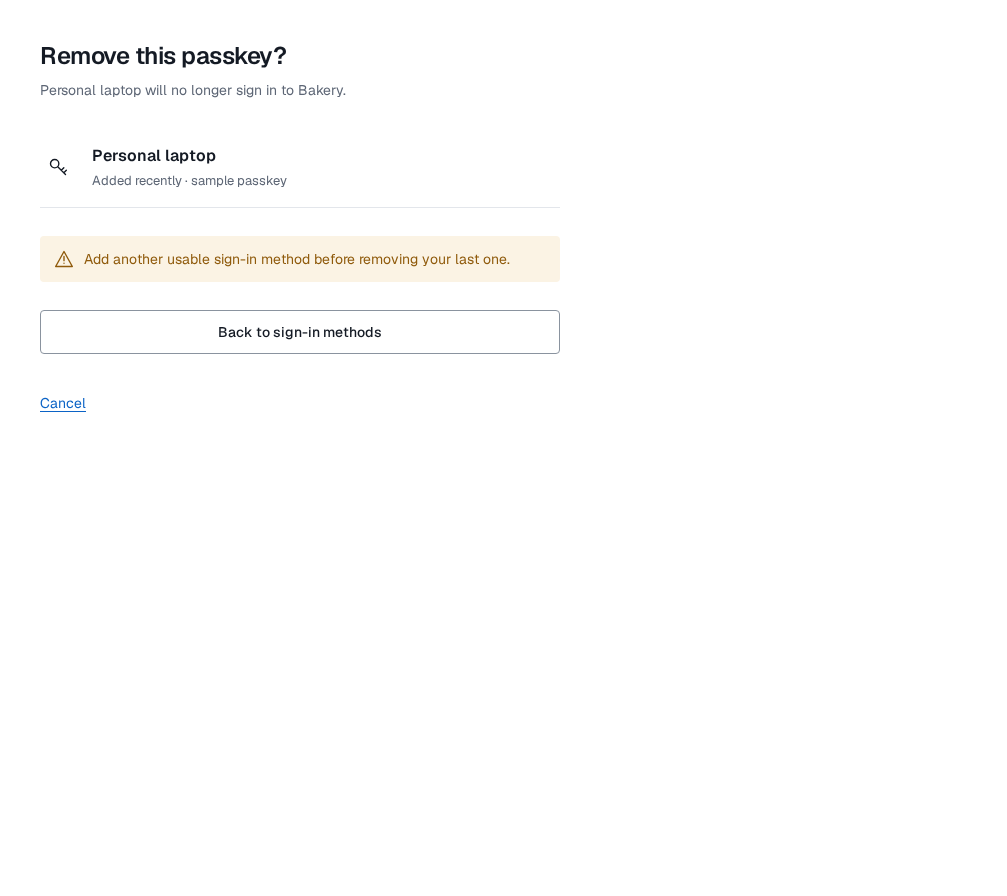 Remove this passkey?
Personal laptop will no longer sign in to Bakery.
Personal laptop
Added recently · sample passkey
Add another usable sign-in method before removing your last one.
Back to sign-in methods
Cancel